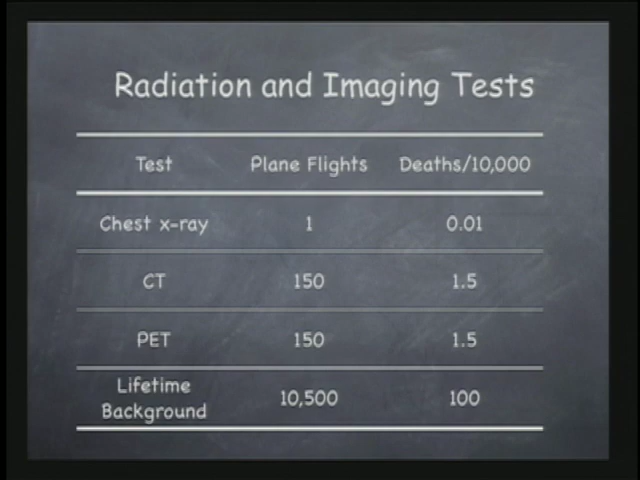 Radiation and Imaging Tests
Test Plane Flights Deaths/10,000
Chest x-ray 1 0.01
CT 150 1.5
PET 150 1.5
Lifetime Background 10,500 100